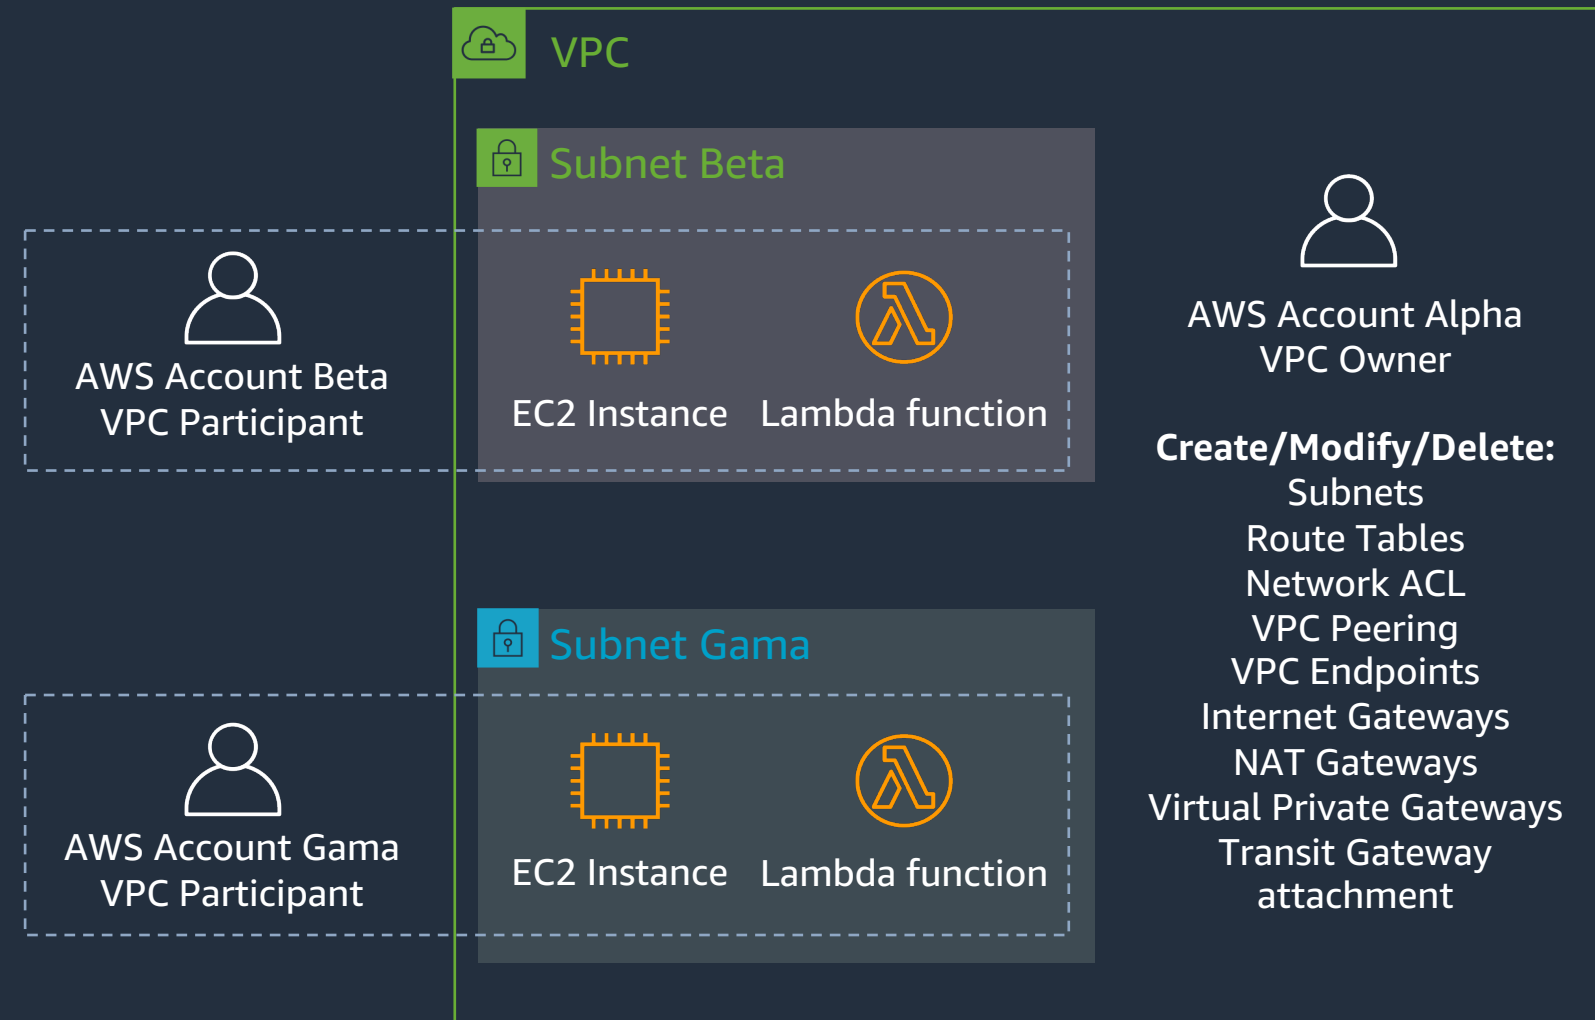 VPC
Subnet Beta
AWS Account Beta
VPC Participant
EC2 Instance
Lambda function
Subnet Gama
AWS Account Gama
VPC Participant
EC2 Instance
Lambda function
AWS Account Alpha
VPC Owner
Create/Modify/Delete:
Subnets
Route Tables
Network ACL
VPC Peering
VPC Endpoints
Internet Gateways
NAT Gateways
Virtual Private Gateways
Transit Gateway
attachment